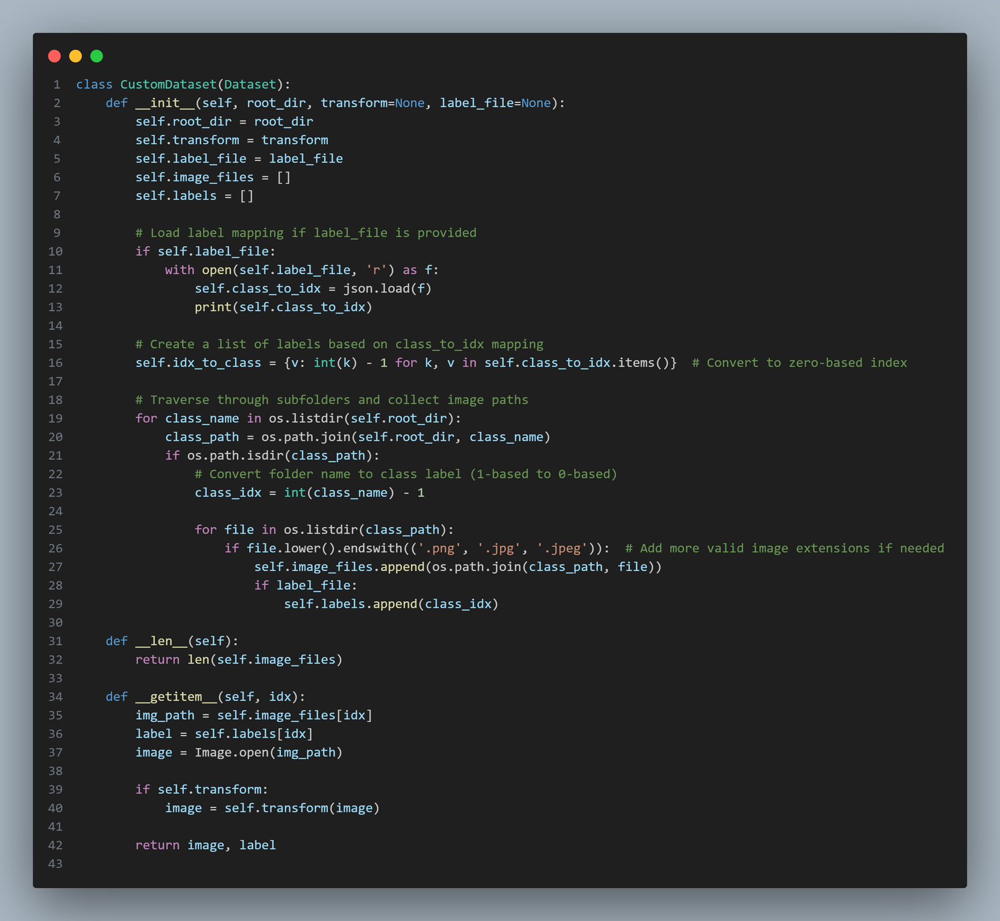 1 class CustomDataset(Dataset):
2     def __init__(self, root_dir, transform=None, label_file=None):
3         self.root_dir = root_dir
4         self.transform = transform
5         self.label_file = label_file
6         self.image_files = []
7         self.labels = []
8
9         # Load label mapping if label_file is provided
10         if self.label_file:
11             with open(self.label_file, 'r') as f:
12                 self.class_to_idx = json.load(f)
13                 print(self.class_to_idx)
14
15         # Create a list of labels based on class_to_idx mapping
16         self.idx_to_class = {v: int(k) - 1 for k, v in self.class_to_idx.items()}  # Convert to zero-based index
17
18         # Traverse through subfolders and collect image paths
19         for class_name in os.listdir(self.root_dir):
20             class_path = os.path.join(self.root_dir, class_name)
21             if os.path.isdir(class_path):
22                 # Convert folder name to class label (1-based to 0-based)
23                 class_idx = int(class_name) - 1
24
25                 for file in os.listdir(class_path):
26                     if file.lower().endswith(('.png', '.jpg', '.jpeg')):  # Add more valid image extensions if needed
27                         self.image_files.append(os.path.join(class_path, file))
28                         if label_file:
29                             self.labels.append(class_idx)
30
31     def __len__(self):
32         return len(self.image_files)
33
34     def __getitem__(self, idx):
35         img_path = self.image_files[idx]
36         label = self.labels[idx]
37         image = Image.open(img_path)
38
39         if self.transform:
40             image = self.transform(image)
41
42         return image, label
43